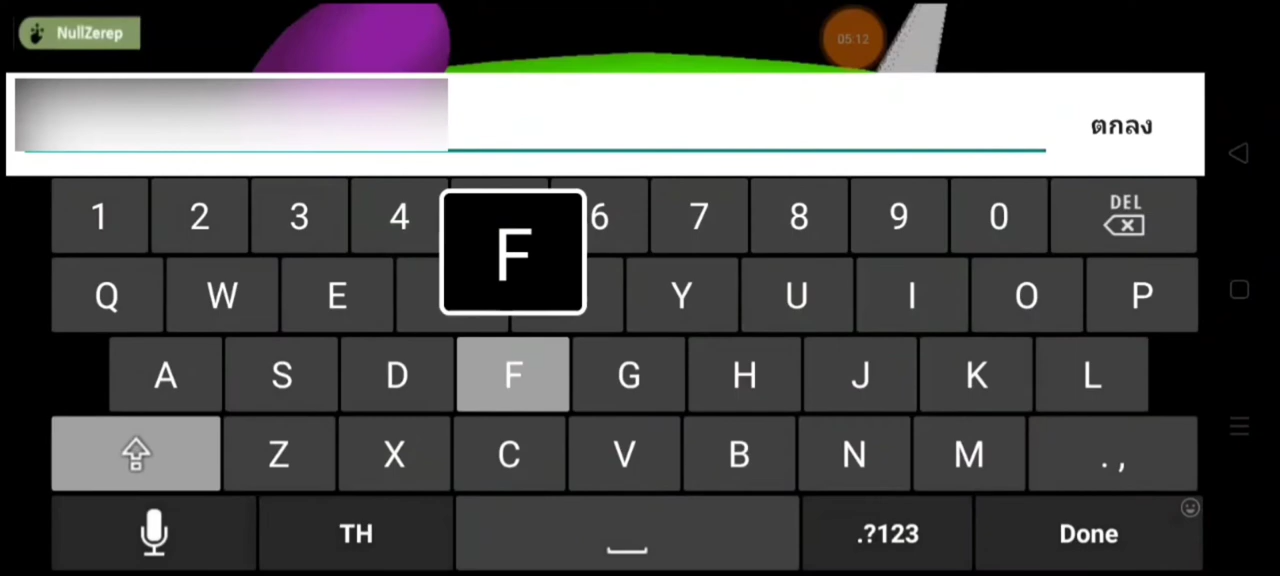 NullZerep
05:12
ตกลง
1 2 3 4 6 7 8 9 0 DEL
F
Q W E Y U I O P
A S D F G H J K L
Z X C V B N M . ,
TH .?123 Done